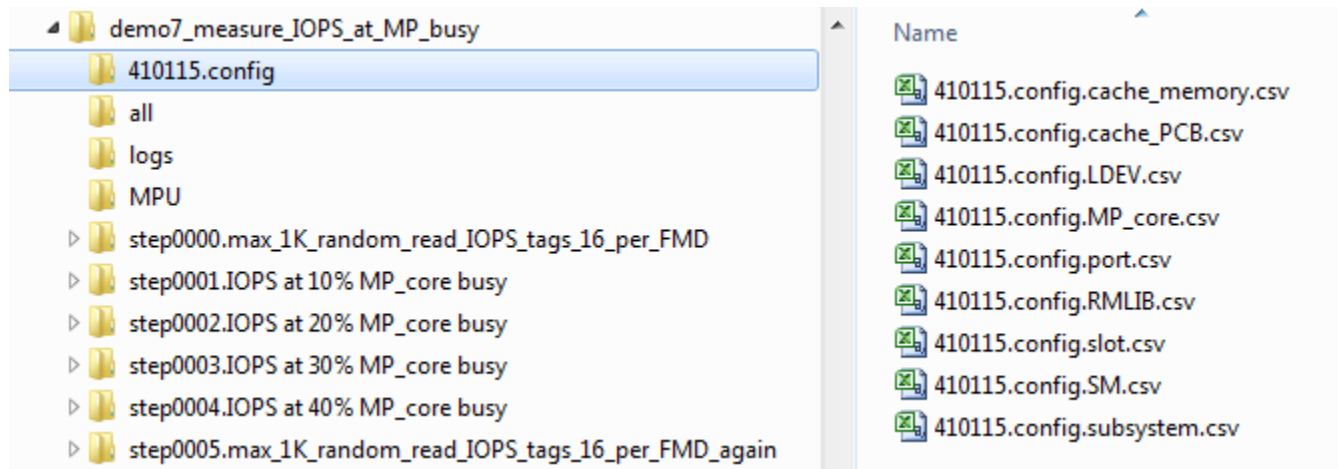 demo7_measure_IOPS_at_MP_busy
410115.config
all
logs
MPU
step0000.max_1K_random_read_IOPS_tags_16_per_FMD
step0001.IOPS at 10% MP_core busy
step0002.IOPS at 20% MP_core busy
step0003.IOPS at 30% MP_core busy
step0004.IOPS at 40% MP_core busy
step0005.max_1K_random_read_IOPS_tags_16_per_FMD_again
Name
410115.config.cache_memory.csv
410115.config.cache_PCB.csv
410115.config.LDEV.csv
410115.config.MP_core.csv
410115.config.port.csv
410115.config.RMLIB.csv
410115.config.slot.csv
410115.config.SM.csv
410115.config.subsystem.csv